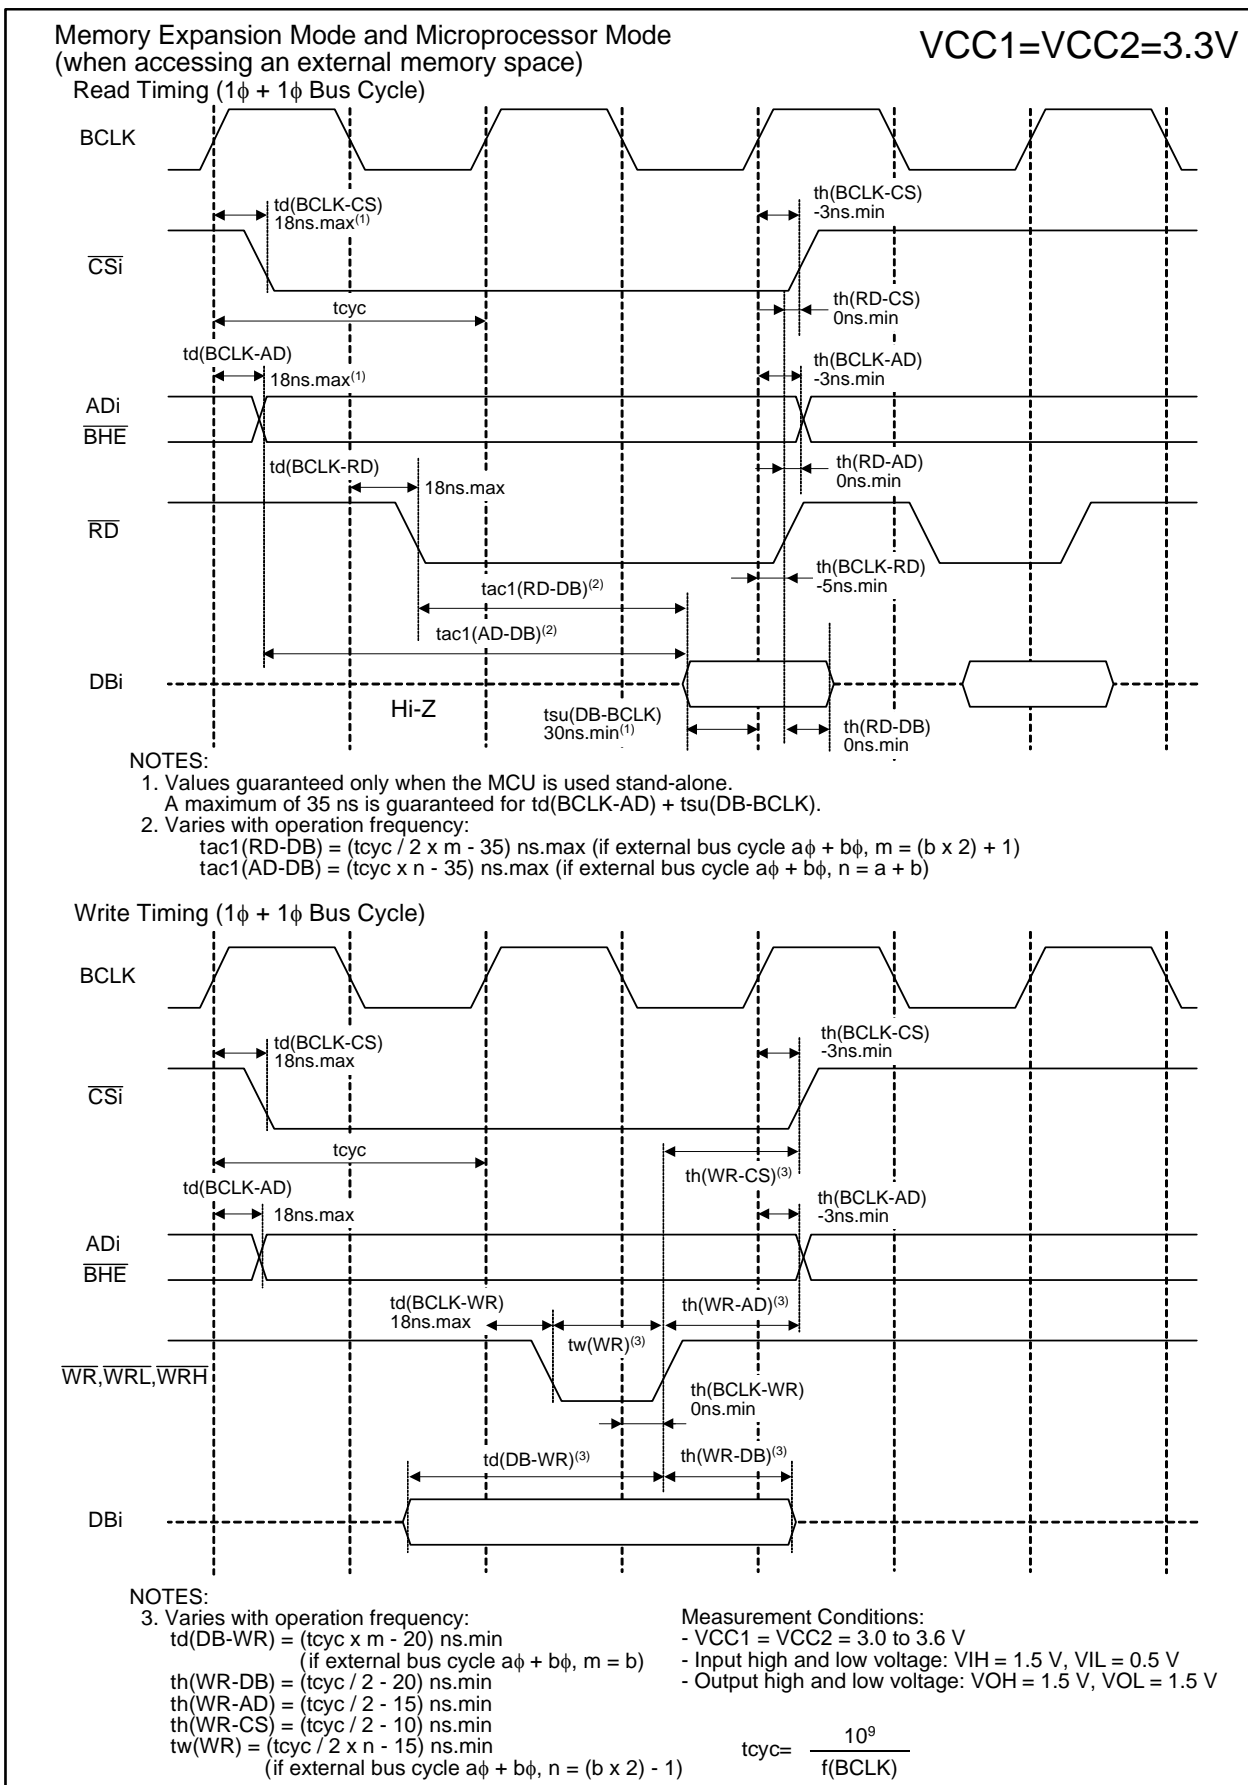 Memory Expansion Mode and Microprocessor Mode
(when accessing an external memory space)
VCC1=VCC2=3.3V
Read Timing (1ϕ + 1ϕ Bus Cycle)
BCLK
td(BCLK-CS)
18ns.max(1)
th(BCLK-CS)
-3ns.min
CSi
tcyc
th(RD-CS)
0ns.min
td(BCLK-AD)
18ns.max(1)
th(BCLK-AD)
-3ns.min
ADi
BHE
td(BCLK-RD)
18ns.max
th(RD-AD)
0ns.min
RD
th(BCLK-RD)
-5ns.min
tac1(RD-DB)(2)
tac1(AD-DB)(2)
DBi
Hi-Z
tsu(DB-BCLK)
30ns.min(1)
th(RD-DB)
0ns.min
NOTES:
1. Values guaranteed only when the MCU is used stand-alone.
A maximum of 35 ns is guaranteed for td(BCLK-AD) + tsu(DB-BCLK).
2. Varies with operation frequency:
tac1(RD-DB) = (tcyc / 2 x m - 35) ns.max (if external bus cycle aϕ + bϕ, m = (b x 2) + 1)
tac1(AD-DB) = (tcyc x n - 35) ns.max (if external bus cycle aϕ + bϕ, n = a + b)
Write Timing (1ϕ + 1ϕ Bus Cycle)
BCLK
td(BCLK-CS)
18ns.max
th(BCLK-CS)
-3ns.min
CSi
tcyc
th(WR-CS)(3)
td(BCLK-AD)
18ns.max
th(BCLK-AD)
-3ns.min
ADi
BHE
td(BCLK-WR)
18ns.max
tw(WR)(3)
th(WR-AD)(3)
WR,WRL,WRH
th(BCLK-WR)
0ns.min
td(DB-WR)(3)
th(WR-DB)(3)
DBi
NOTES:
3. Varies with operation frequency:
td(DB-WR) = (tcyc x m - 20) ns.min
(if external bus cycle aϕ + bϕ, m = b)
th(WR-DB) = (tcyc / 2 - 20) ns.min
th(WR-AD) = (tcyc / 2 - 15) ns.min
th(WR-CS) = (tcyc / 2 - 10) ns.min
tw(WR) = (tcyc / 2 x n - 15) ns.min
(if external bus cycle aϕ + bϕ, n = (b x 2) - 1)
Measurement Conditions:
- VCC1 = VCC2 = 3.0 to 3.6 V
- Input high and low voltage: VIH = 1.5 V, VIL = 0.5 V
- Output high and low voltage: VOH = 1.5 V, VOL = 1.5 V
tcyc= 10⁹
f(BCLK)